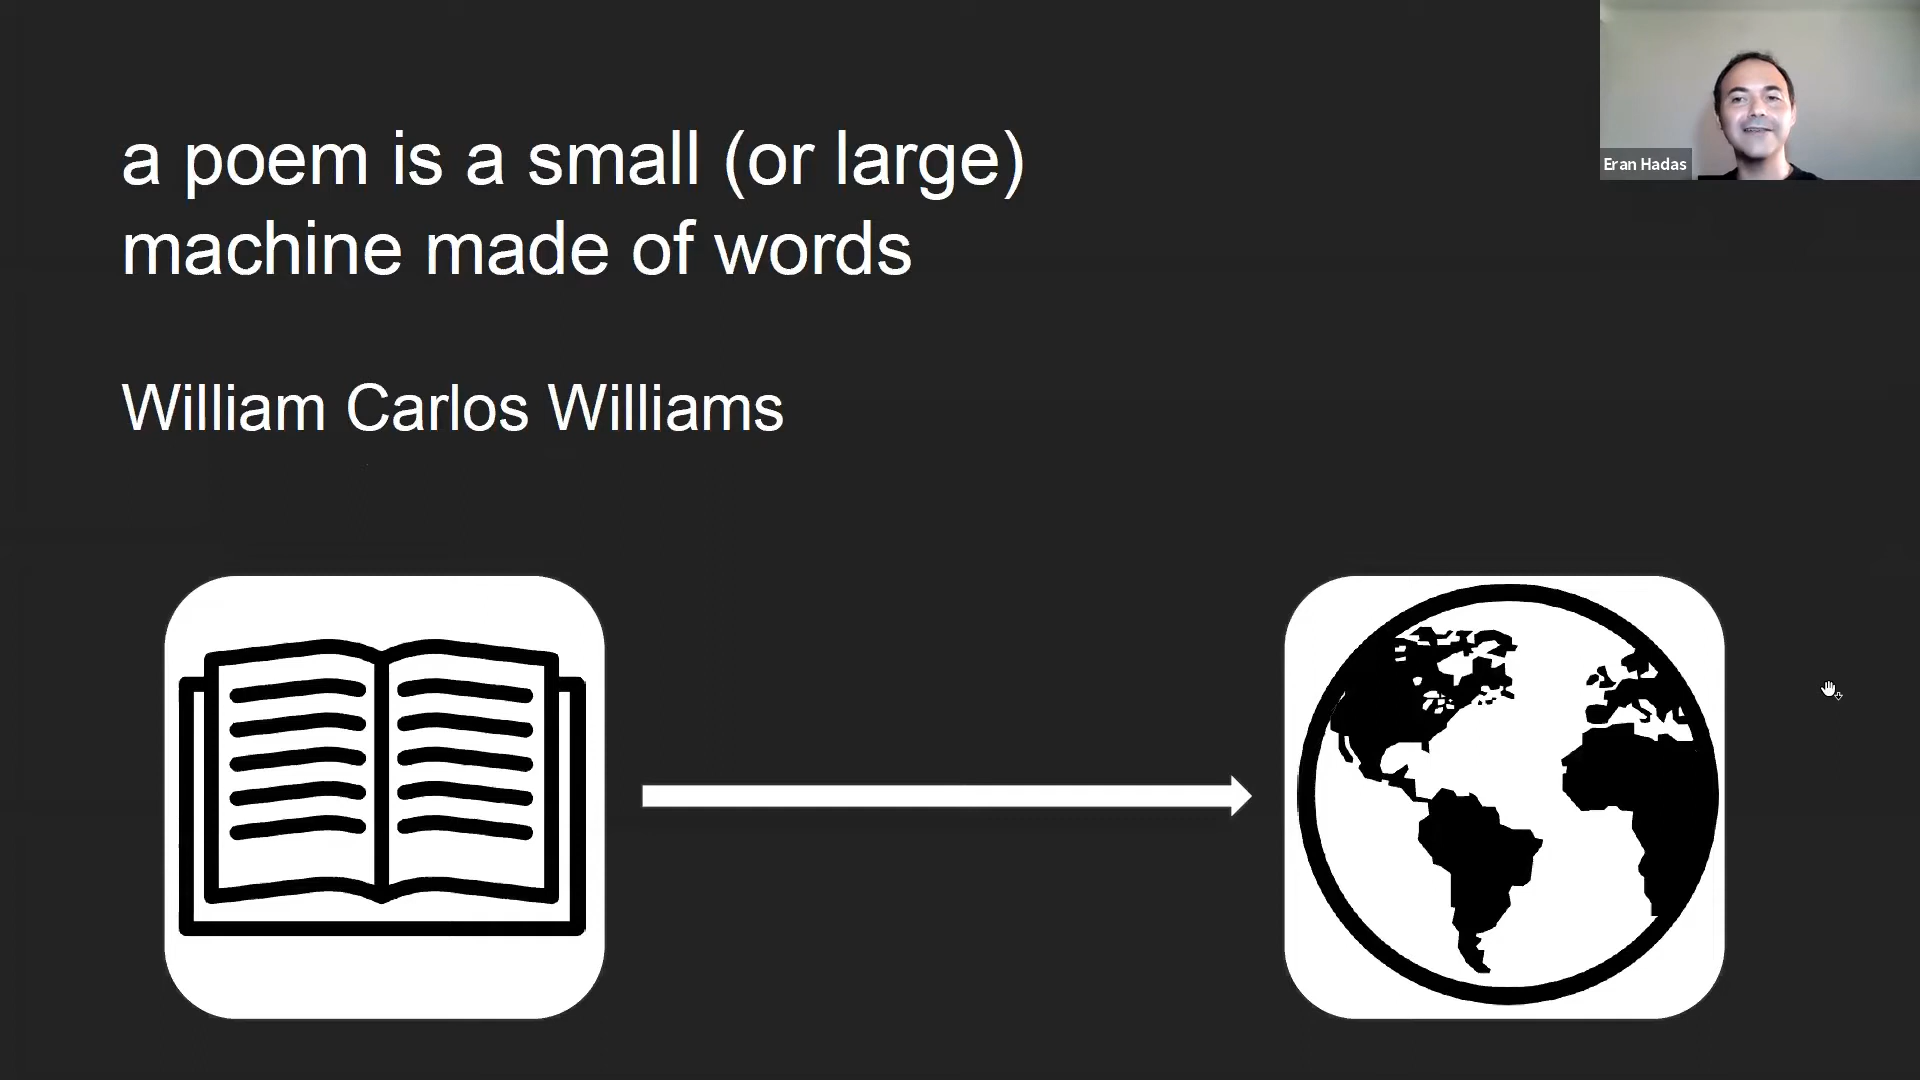 a poem is a small (or large)
machine made of words
William Carlos Williams
Eran Hadas